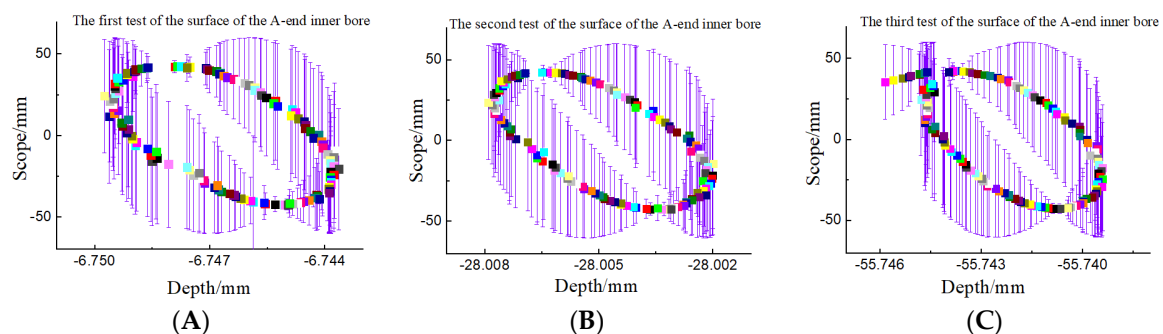 The first test of the surface of the A-end inner bore
Scope/mm
50
0
-50
-6.750
-6.747
-6.744
Depth/mm
(A)
The second test of the surface of the A-end inner bore
Scope/mm
50
0
-50
-28.008
-28.005
-28.002
Depth/mm
(B)
The third test of the surface of the A-end inner bore
Scope/mm
50
0
-50
-55.746
-55.743
-55.740
Depth/mm
(C)